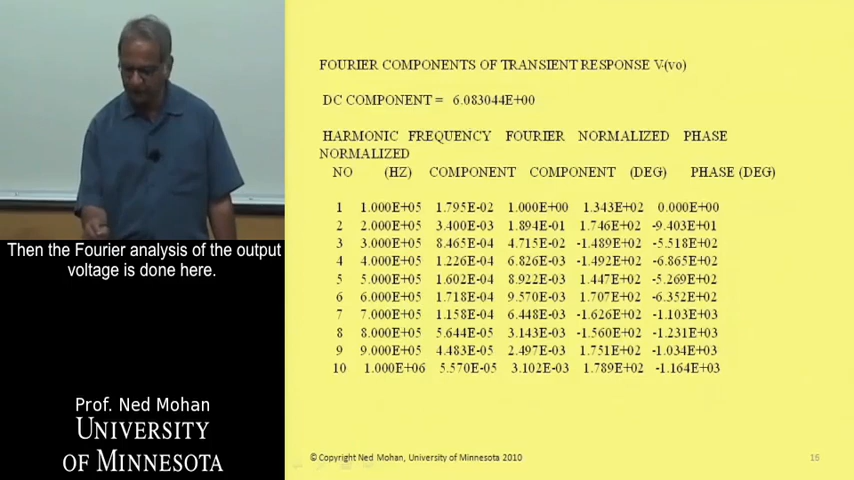 FOURIER COMPONENTS OF TRANSIENT RESPONSE V(vo)
DC COMPONENT = 6.083044E+00
HARMONIC FREQUENCY FOURIER NORMALIZED PHASE
NORMALIZED
NO (HZ) COMPONENT COMPONENT (DEG) PHASE (DEG)
1 1.000E+05 1.795E-02 1.000E+00 1.343E+02 0.000E+00
2 2.000E+05 3.400E-03 1.894E-01 1.746E+02 -9.403E+01
3 3.000E+05 8.465E-04 4.715E-02 -1.489E+02 -5.518E+02
4 4.000E+05 1.226E-04 6.826E-03 -1.492E+02 -6.865E+02
5 5.000E+05 1.602E-04 8.922E-03 1.447E+02 -5.269E+02
6 6.000E+05 1.718E-04 9.570E-03 1.707E+02 -6.352E+02
7 7.000E+05 1.158E-04 6.448E-03 -1.626E+02 -1.103E+03
8 8.000E+05 5.644E-05 3.143E-03 -1.560E+02 -1.231E+03
9 9.000E+05 4.483E-05 2.497E-03 1.751E+02 -1.034E+03
10 1.000E+06 5.570E-05 3.102E-03 1.789E+02 -1.164E+03
Then the Fourier analysis of the output
voltage is done here.
Prof. Ned Mohan
UNIVERSITY
OF MINNESOTA
© Copyright Ned Mohan, University of Minnesota 2010
16